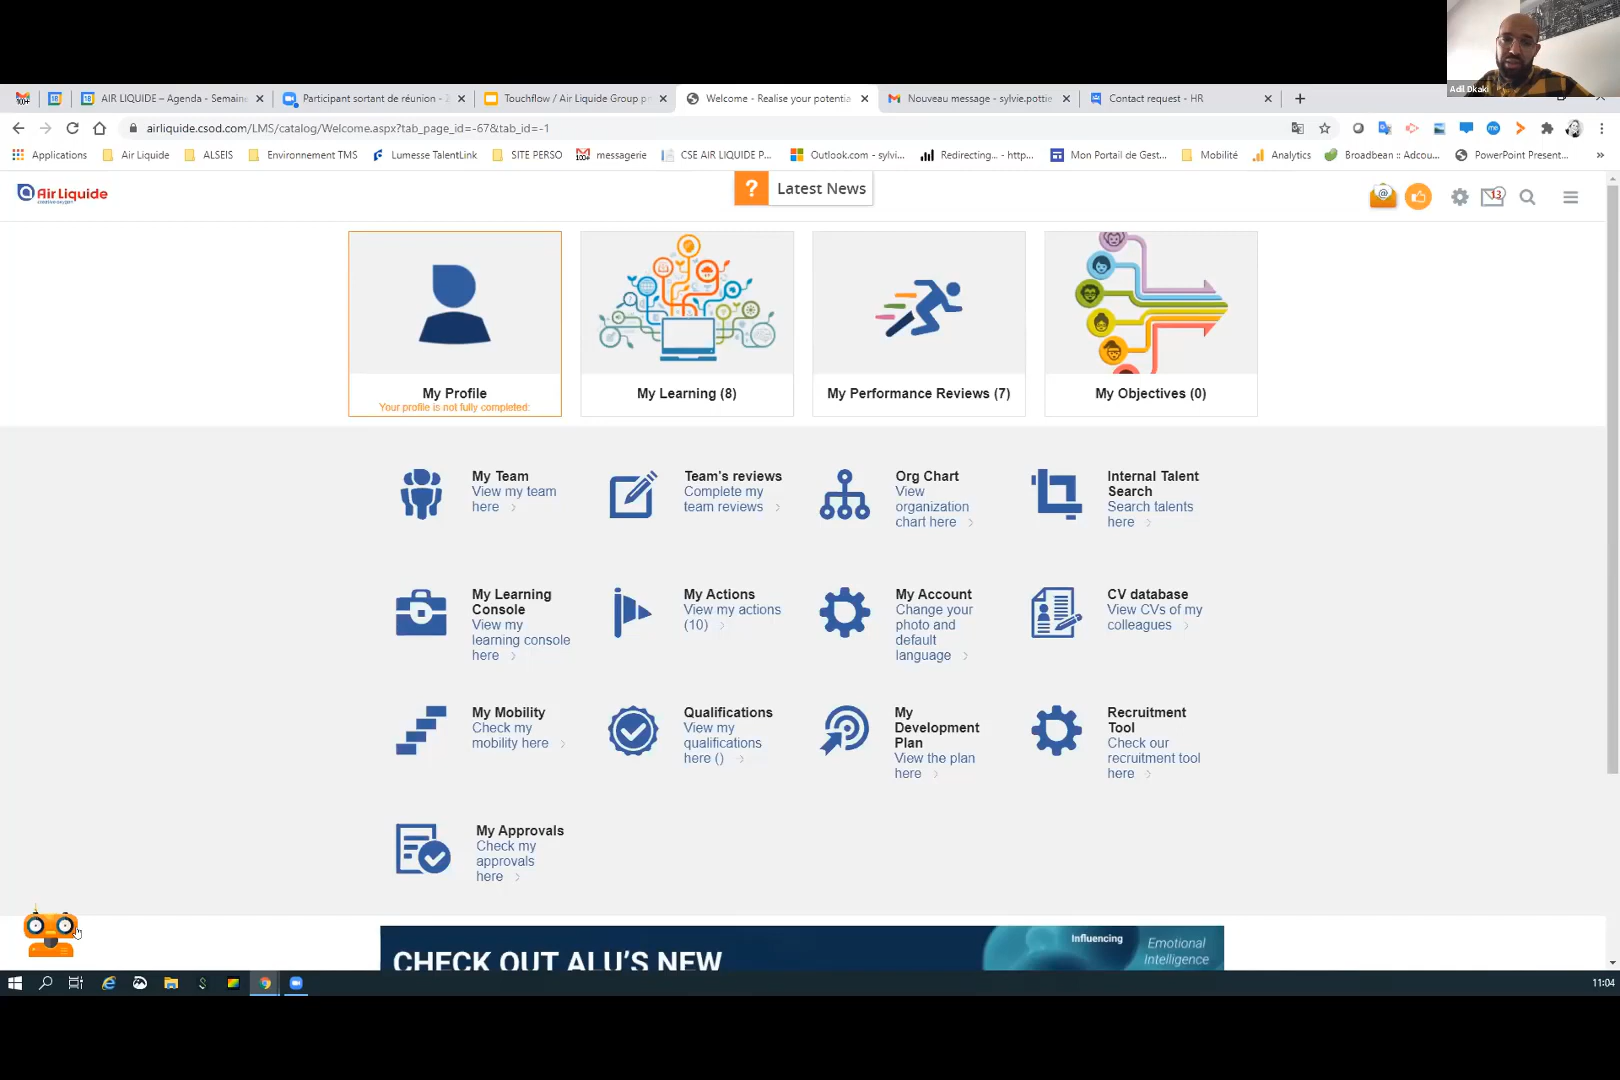 Adil Dkaki
AIR LIQUIDE – Agenda - Semaine
Participant sortant de réunion - 
Touchflow / Air Liquide Group p
Welcome - Realise your potentia
Nouveau message - sylvie.pottie
Contact request - HR
airliquide.csod.com/LMS/catalog/Welcome.aspx?tab_page_id=-67&tab_id=-1
Applications
Air Liquide
ALSEIS
Environnement TMS
Lumesse TalentLink
SITE PERSO
messagerie
CSE AIR LIQUIDE P...
Outlook.com - sylvi...
Redirecting... - http...
Mon Portail de Gest...
Mobilité
Analytics
Broadbean :: Adcou...
PowerPoint Present...
»
Air Liquide
creative oxygen
? Latest News
13
My Profile
Your profile is not fully completed:
My Learning (8)
My Performance Reviews (7)
My Objectives (0)
My Team
View my team
here
Team's reviews
Complete my
team reviews
Org Chart
View
organization
chart here
Internal Talent
Search
Search talents
here
My Learning
Console
View my
learning console
here
My Actions
View my actions
(10)
My Account
Change your
photo and
default
language
CV database
View CVs of my
colleagues
My Mobility
Check my
mobility here
Qualifications
View my
qualifications
here ()
My
Development
Plan
View the plan
here
Recruitment
Tool
Check our
recruitment tool
here
My Approvals
Check my
approvals
here
CHECK OUT ALU'S NEW
Influencing
Emotional
Intelligence
11:04